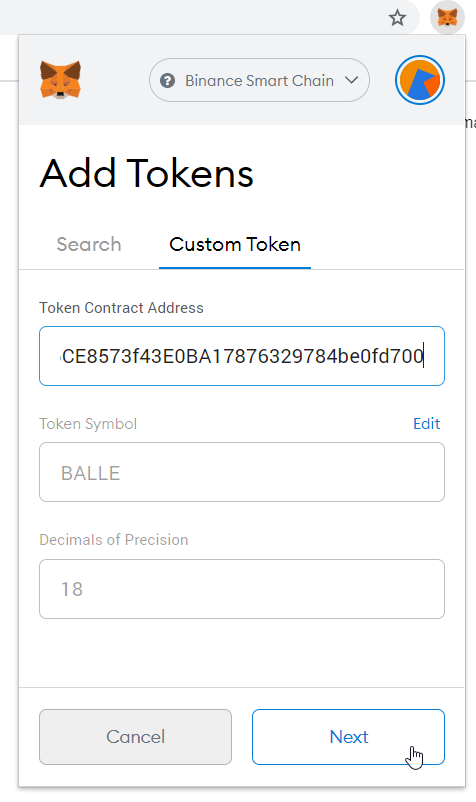 Binance Smart Chain
Add Tokens
Search Custom Token
Token Contract Address
CE8573f43E0BA17876329784be0fd700
Token Symbol Edit
BALLE
Decimals of Precision
18
Cancel Next